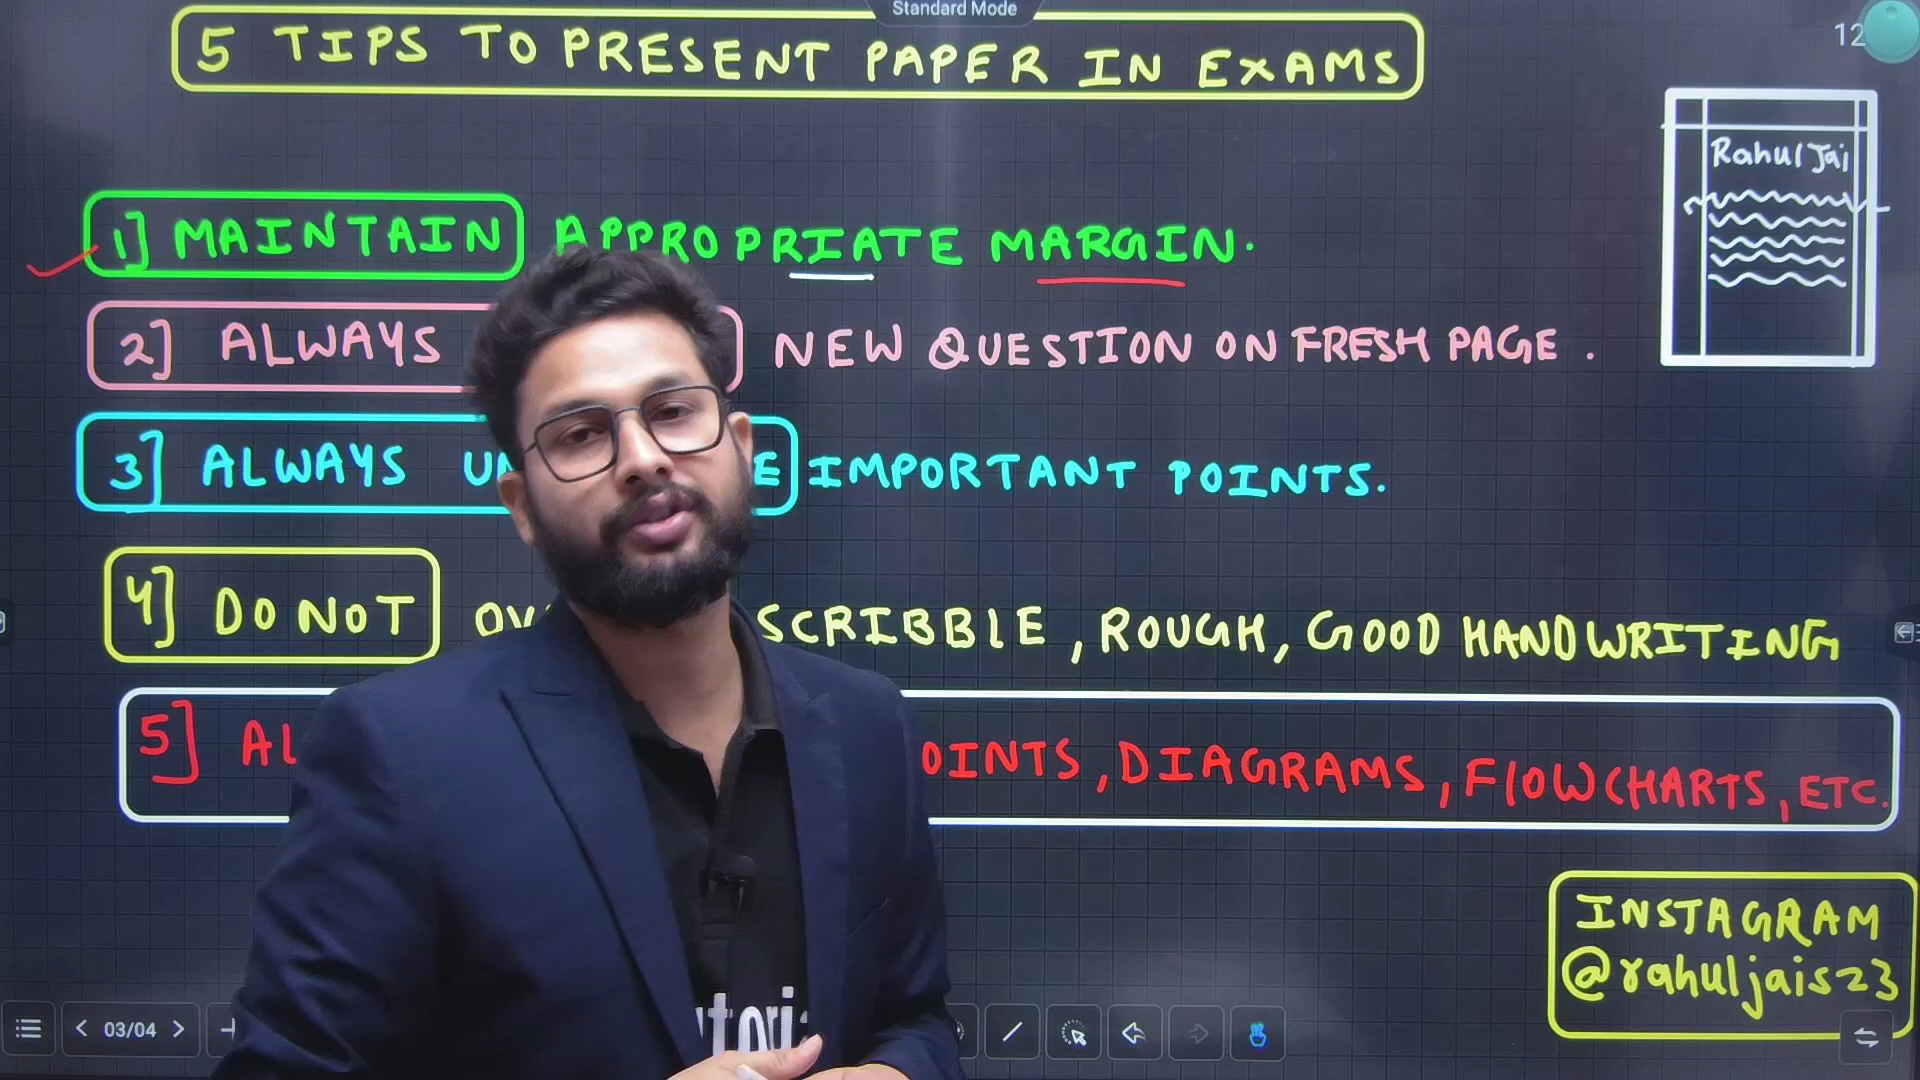 Standard Mode
5 TIPS TO PRESENT PAPER IN EXAMS
12
Rahul Jai
1] MAINTAIN APPROPRIATE MARGIN.
2] ALWAYS NEW QUESTION ON FRESH PAGE .
3] ALWAYS IMPORTANT POINTS.
4] DO NOT SCRIBBLE , ROUGH, GOOD HANDWRITING
5] DIAGRAMS, FLOWCHARTS, ETC.
INSTAGRAM
@rahuljais23
03/04